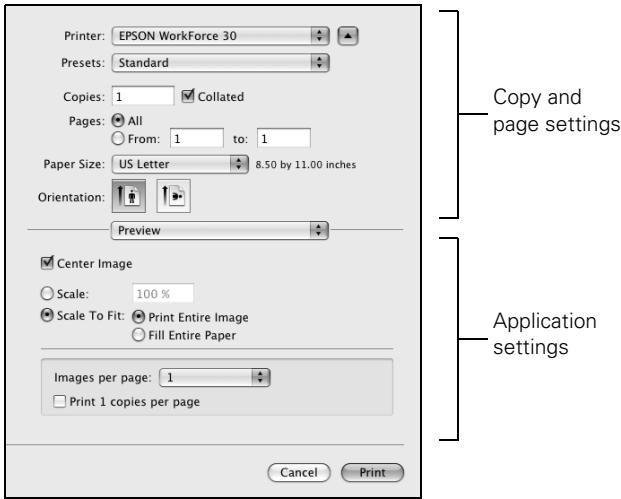 Printer: EPSON WorkForce 30
Presets: Standard
Copies: 1 Collated
Pages: All
From: 1 to: 1
Paper Size: US Letter 8.50 by 11.00 inches
Orientation:
Preview
Center Image
Scale: 100 %
Scale To Fit: Print Entire Image
Fill Entire Paper
Images per page: 1
Print 1 copies per page
Cancel Print
Copy and
page settings
Application
settings